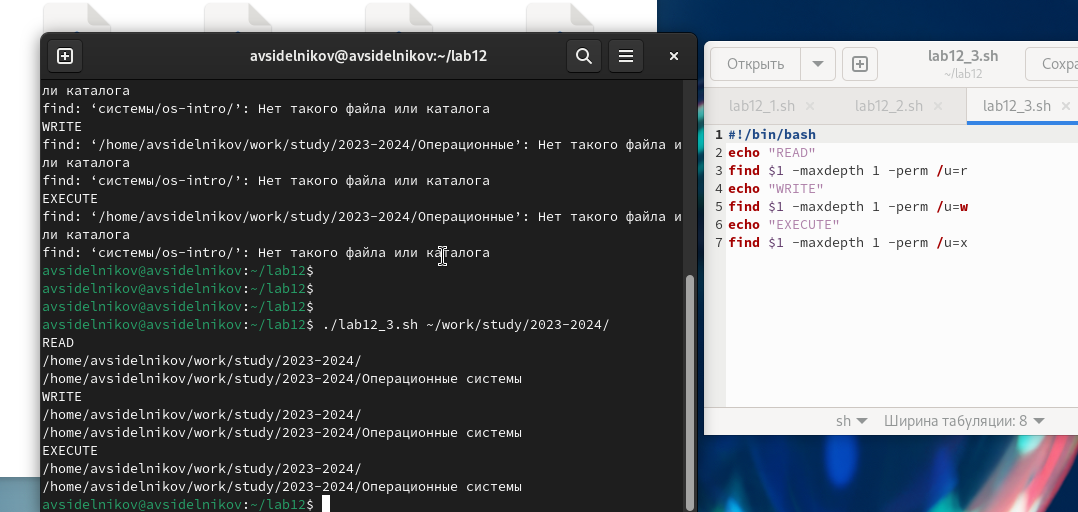 avsidelnikov@avsidelnikov:~/lab12
ли каталога
find: ‘системы/os-intro/’: Нет такого файла или каталога
WRITE
find: ‘/home/avsidelnikov/work/study/2023-2024/Операционные’: Нет такого файла и
ли каталога
find: ‘системы/os-intro/’: Нет такого файла или каталога
EXECUTE
find: ‘/home/avsidelnikov/work/study/2023-2024/Операционные’: Нет такого файла и
ли каталога
find: ‘системы/os-intro/’: Нет такого файла или каталога
avsidelnikov@avsidelnikov:~/lab12$
avsidelnikov@avsidelnikov:~/lab12$
avsidelnikov@avsidelnikov:~/lab12$
avsidelnikov@avsidelnikov:~/lab12$ ./lab12_3.sh ~/work/study/2023-2024/
READ
/home/avsidelnikov/work/study/2023-2024/
/home/avsidelnikov/work/study/2023-2024/Операционные системы
WRITE
/home/avsidelnikov/work/study/2023-2024/
/home/avsidelnikov/work/study/2023-2024/Операционные системы
EXECUTE
/home/avsidelnikov/work/study/2023-2024/
/home/avsidelnikov/work/study/2023-2024/Операционные системы
avsidelnikov@avsidelnikov:~/lab12$
Открыть
lab12_3.sh
~/lab12
Сохра
lab12_1.sh
lab12_2.sh
lab12_3.sh
1 #!/bin/bash
2 echo "READ"
3 find $1 -maxdepth 1 -perm /u=r
4 echo "WRITE"
5 find $1 -maxdepth 1 -perm /u=w
6 echo "EXECUTE"
7 find $1 -maxdepth 1 -perm /u=x
sh
Ширина табуляции: 8